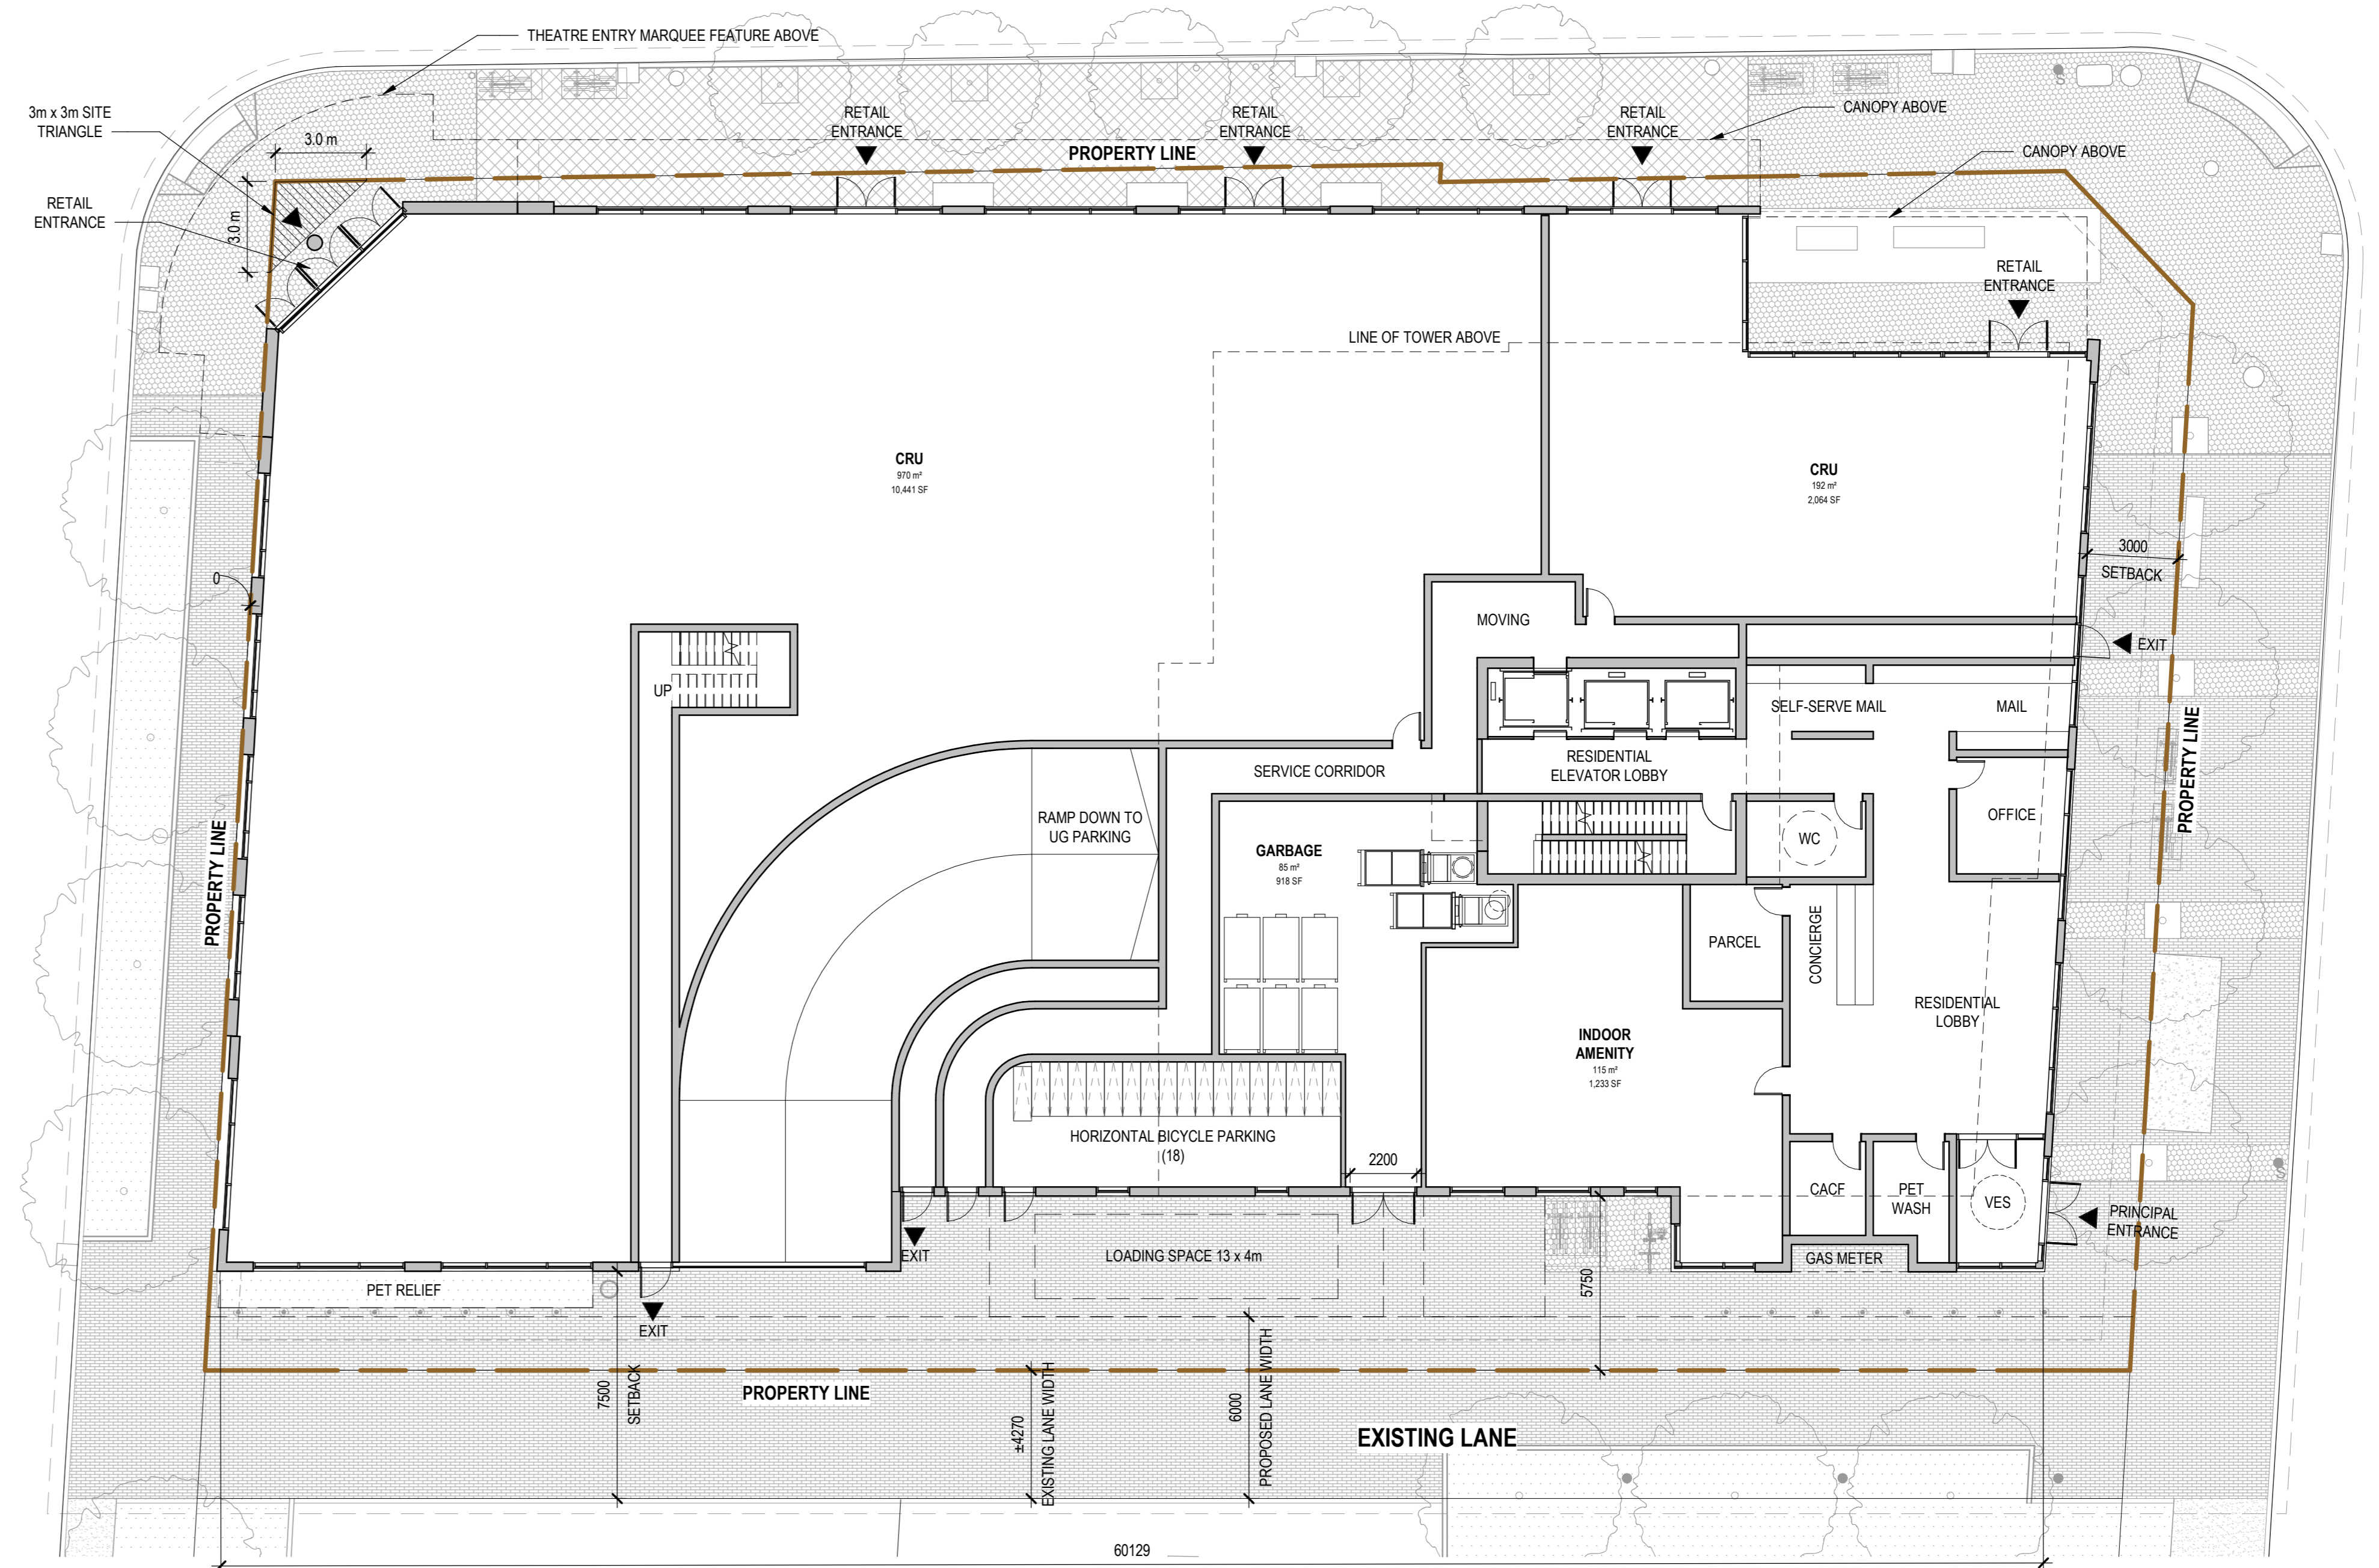 THEATRE ENTRY MARQUEE FEATURE ABOVE
3m x 3m SITE
TRIANGLE
3.0 m
3.0 m
RETAIL
ENTRANCE
RETAIL
ENTRANCE
RETAIL
ENTRANCE
RETAIL
ENTRANCE
PROPERTY LINE
CANOPY ABOVE
CANOPY ABOVE
RETAIL
ENTRANCE
LINE OF TOWER ABOVE
CRU
970 m²
10,441 SF
CRU
192 m²
2,064 SF
3000
SETBACK
0
MOVING
EXIT
UP
SELF-SERVE MAIL
MAIL
PROPERTY LINE
SERVICE CORRIDOR
RESIDENTIAL
ELEVATOR LOBBY
RAMP DOWN TO
UG PARKING
OFFICE
WC
GARBAGE
85 m²
918 SF
PROPERTY LINE
PARCEL
CONCIERGE
RESIDENTIAL
LOBBY
INDOOR
AMENITY
115 m²
1,233 SF
HORIZONTAL BICYCLE PARKING
(18)
2200
CACF
PET
WASH
VES
PRINCIPAL
ENTRANCE
EXIT
LOADING SPACE 13 x 4m
GAS METER
PET RELIEF
5750
EXIT
PROPERTY LINE
7500
SETBACK
±4270
EXISTING LANE WIDTH
6000
PROPOSED LANE WIDTH
EXISTING LANE
60129